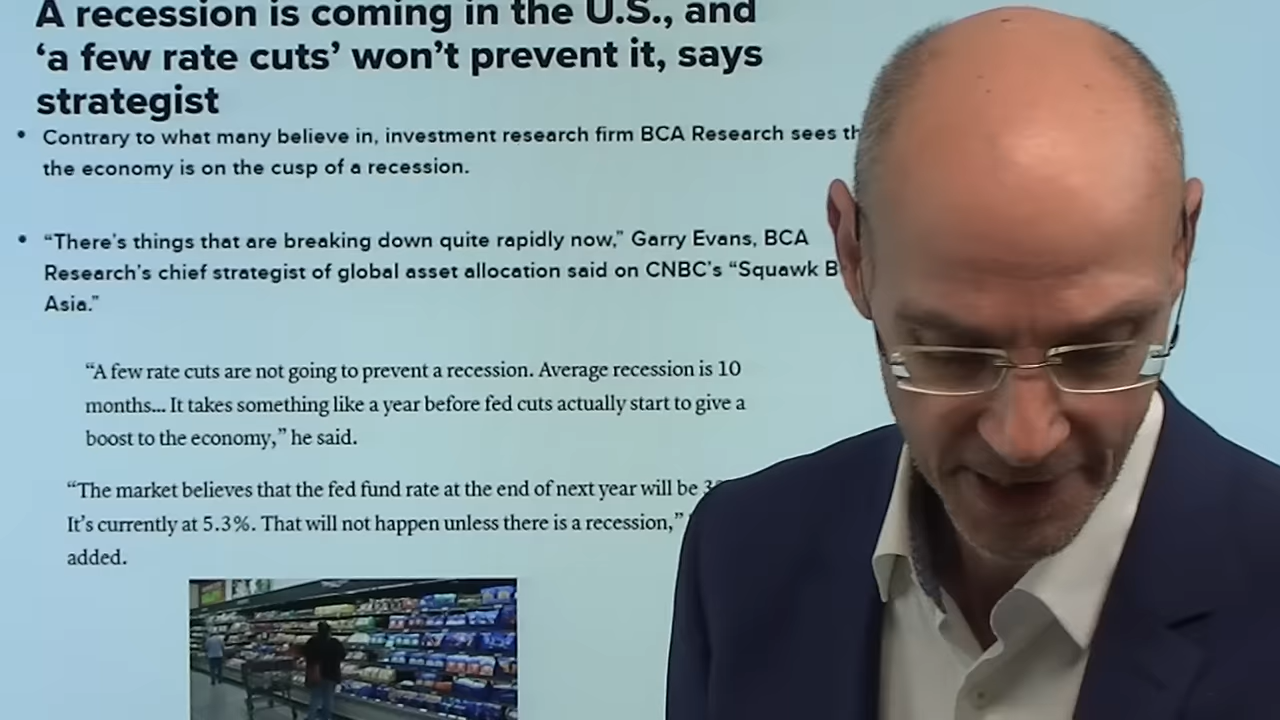 A recession is coming in the U.S., and
‘a few rate cuts’ won’t prevent it, says
strategist
• Contrary to what many believe in, investment research firm BCA Research sees
the economy is on the cusp of a recession.
• “There’s things that are breaking down quite rapidly now,” Garry Evans, BCA
Research’s chief strategist of global asset allocation said on CNBC’s “Squawk
Asia.”
“A few rate cuts are not going to prevent a recession. Average recession is 10
months... It takes something like a year before fed cuts actually start to give a
boost to the economy,” he said.
“The market believes that the fed fund rate at the end of next year will be
It’s currently at 5.3%. That will not happen unless there is a recession,”
added.